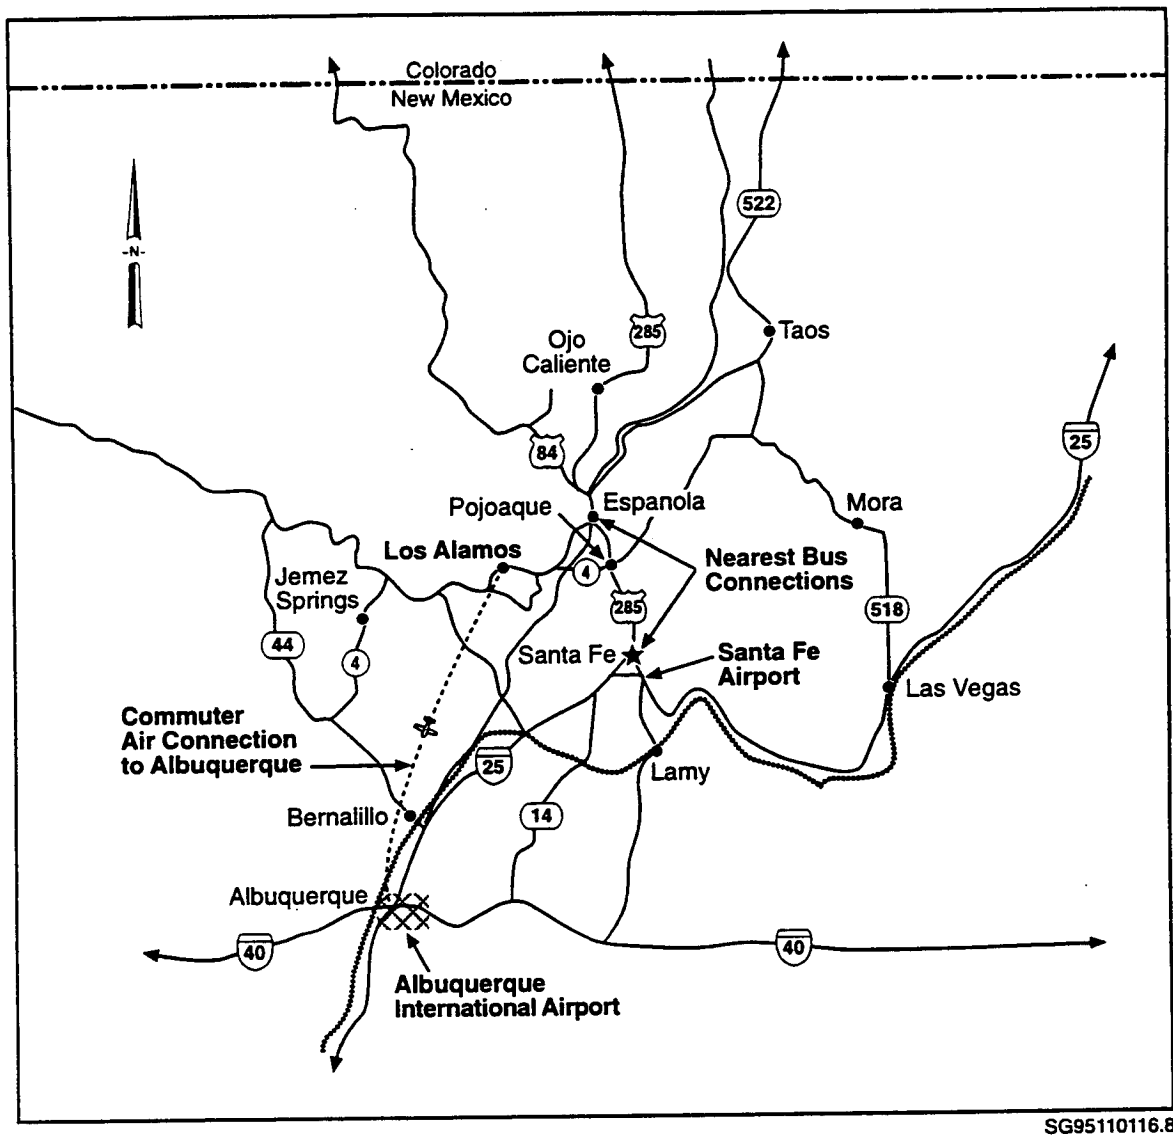 Colorado
New Mexico
-N-
522
285
Taos
Ojo
Caliente
25
84
Pojoaque
Espanola
Mora
Los Alamos
Nearest Bus
Connections
Jemez
Springs
4
285
518
44
4
Santa Fe
Santa Fe
Airport
Las Vegas
Commuter
Air Connection
to Albuquerque
25
Lamy
Bernalillo
14
Albuquerque
40
40
Albuquerque
International Airport
SG95110116.8